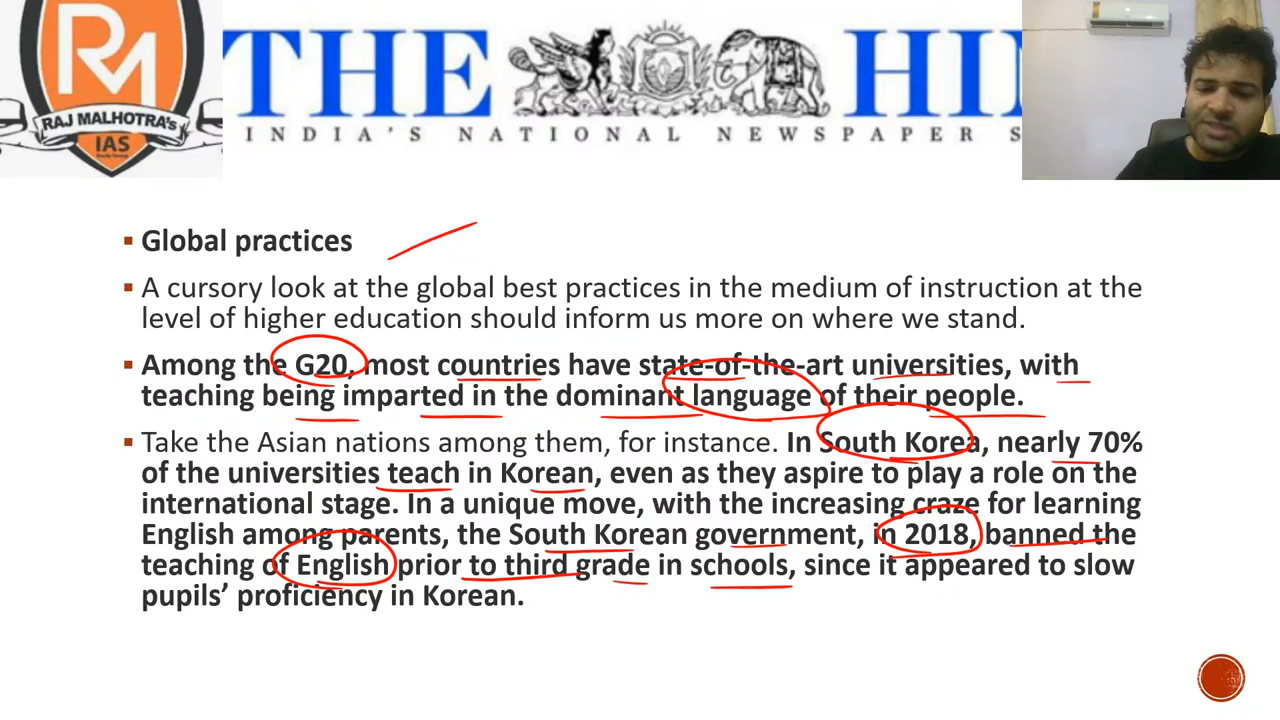 RM
RAJ MALHOTRA'S
IAS
THE HI
INDIA'S NATIONAL NEWSPAPER S
Global practices
A cursory look at the global best practices in the medium of instruction at the
level of higher education should inform us more on where we stand.
Among the G20, most countries have state-of-the-art universities, with
teaching being imparted in the dominant language of their people.
Take the Asian nations among them, for instance. In South Korea, nearly 70%
of the universities teach in Korean, even as they aspire to play a role on the
international stage. In a unique move, with the increasing craze for learning
English among parents, the South Korean government, in 2018, banned the
teaching of English prior to third grade in schools, since it appeared to slow
pupils’ proficiency in Korean.